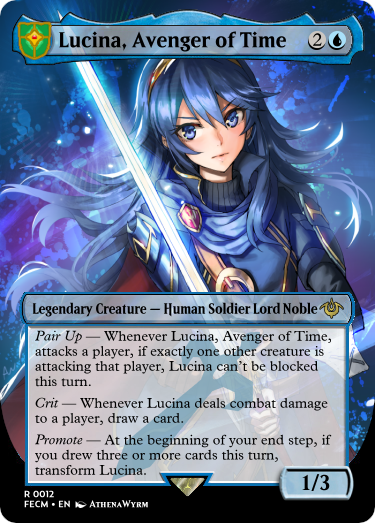 Lucina, Avenger of Time 2
Legendary Creature — Human Soldier Lord Noble
Pair Up — Whenever Lucina, Avenger of Time,
attacks a player, if exactly one other creature is
attacking that player, Lucina can't be blocked
this turn.
Crit — Whenever Lucina deals combat damage
to a player, draw a card.
Promote — At the beginning of your end step, if
you drew three or more cards this turn,
transform Lucina.
1/3
R 0012
FECM • EN AthenaWyrm